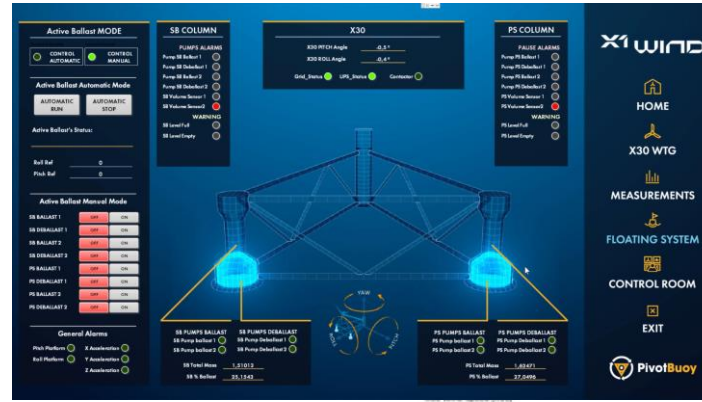 Active Ballast MODE
CONTROL AUTOMATIC
CONTROL MANUAL
Active Ballast Automatic Mode
AUTOMATIC RUN
AUTOMATIC STOP
Active Ballast's Status:
Roll Ref 0
Pitch Ref 0
Active Ballast Manual Mode
SB BALLAST 1 OFF ON
SB DEBALLAST 1 OFF ON
SB BALLAST 2 OFF ON
SB DEBALLAST 2 OFF ON
PS BALLAST 1 OFF ON
PS DEBALLAST 1 OFF ON
PS BALLAST 2 OFF ON
PS DEBALLAST 2 OFF ON
General Alarms
Pitch Platform X Acceleration
Roll Platform Y Acceleration
Z Acceleration
SB COLUMN
PUMPS ALARMS
Pump SB Ballast 1
Pump SB Deballast 1
Pump SB Ballast 2
Pump SB Deballast 2
SB Volume Sensor 1
SB Volume Sensor2
WARNING
SB Level Full
SB Level Empty
X30
X30 PITCH Angle -0,5 °
X30 ROLL Angle -0,4 °
Grid_Status UPS_Status Contactor
PS COLUMN
PAUSE ALARMS
Pump PS Ballast 1
Pump PS Deballast 1
Pump PS Ballast 2
Pump PS Deballast 2
PS Volume Sensor 1
PS Volume Sensor2
WARNING
PS Level Full
PS Level Empty
YAW
ROLL
PITCH
SB PUMPS BALLAST
SB Pump ballast 1
SB Pump ballast 2
SB PUMPS DEBALLAST
SB Pump Deballast 1
SB Pump Deballast 2
SB Total Mass 1,51012
SB % Ballast 25,1542
PS PUMPS BALLAST
PS Pump ballast 1
PS Pump ballast 2
PS PUMPS DEBALLAST
PS Pump Deballast 1
PS Pump Deballast 2
PS Total Mass 1,62471
PS % Ballast 27,0496
X1 WIND
HOME
X30 WTG
MEASUREMENTS
FLOATING SYSTEM
CONTROL ROOM
EXIT
PivotBuoy